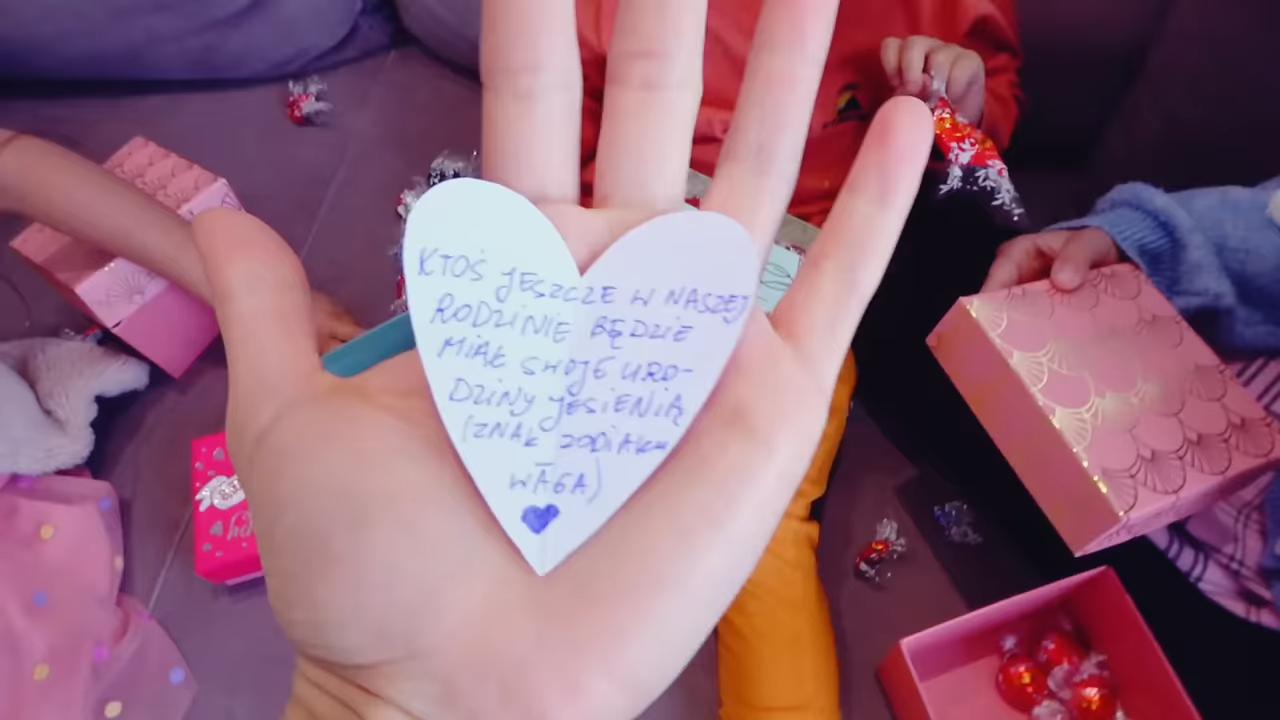 KTOŚ JESZCZE W NASZEJ
RODZINIE BĘDZIE
MIAŁ SWOJE URO-
DZINY JESIENIĄ
(ZNAK ZODIAKU
WAGA)